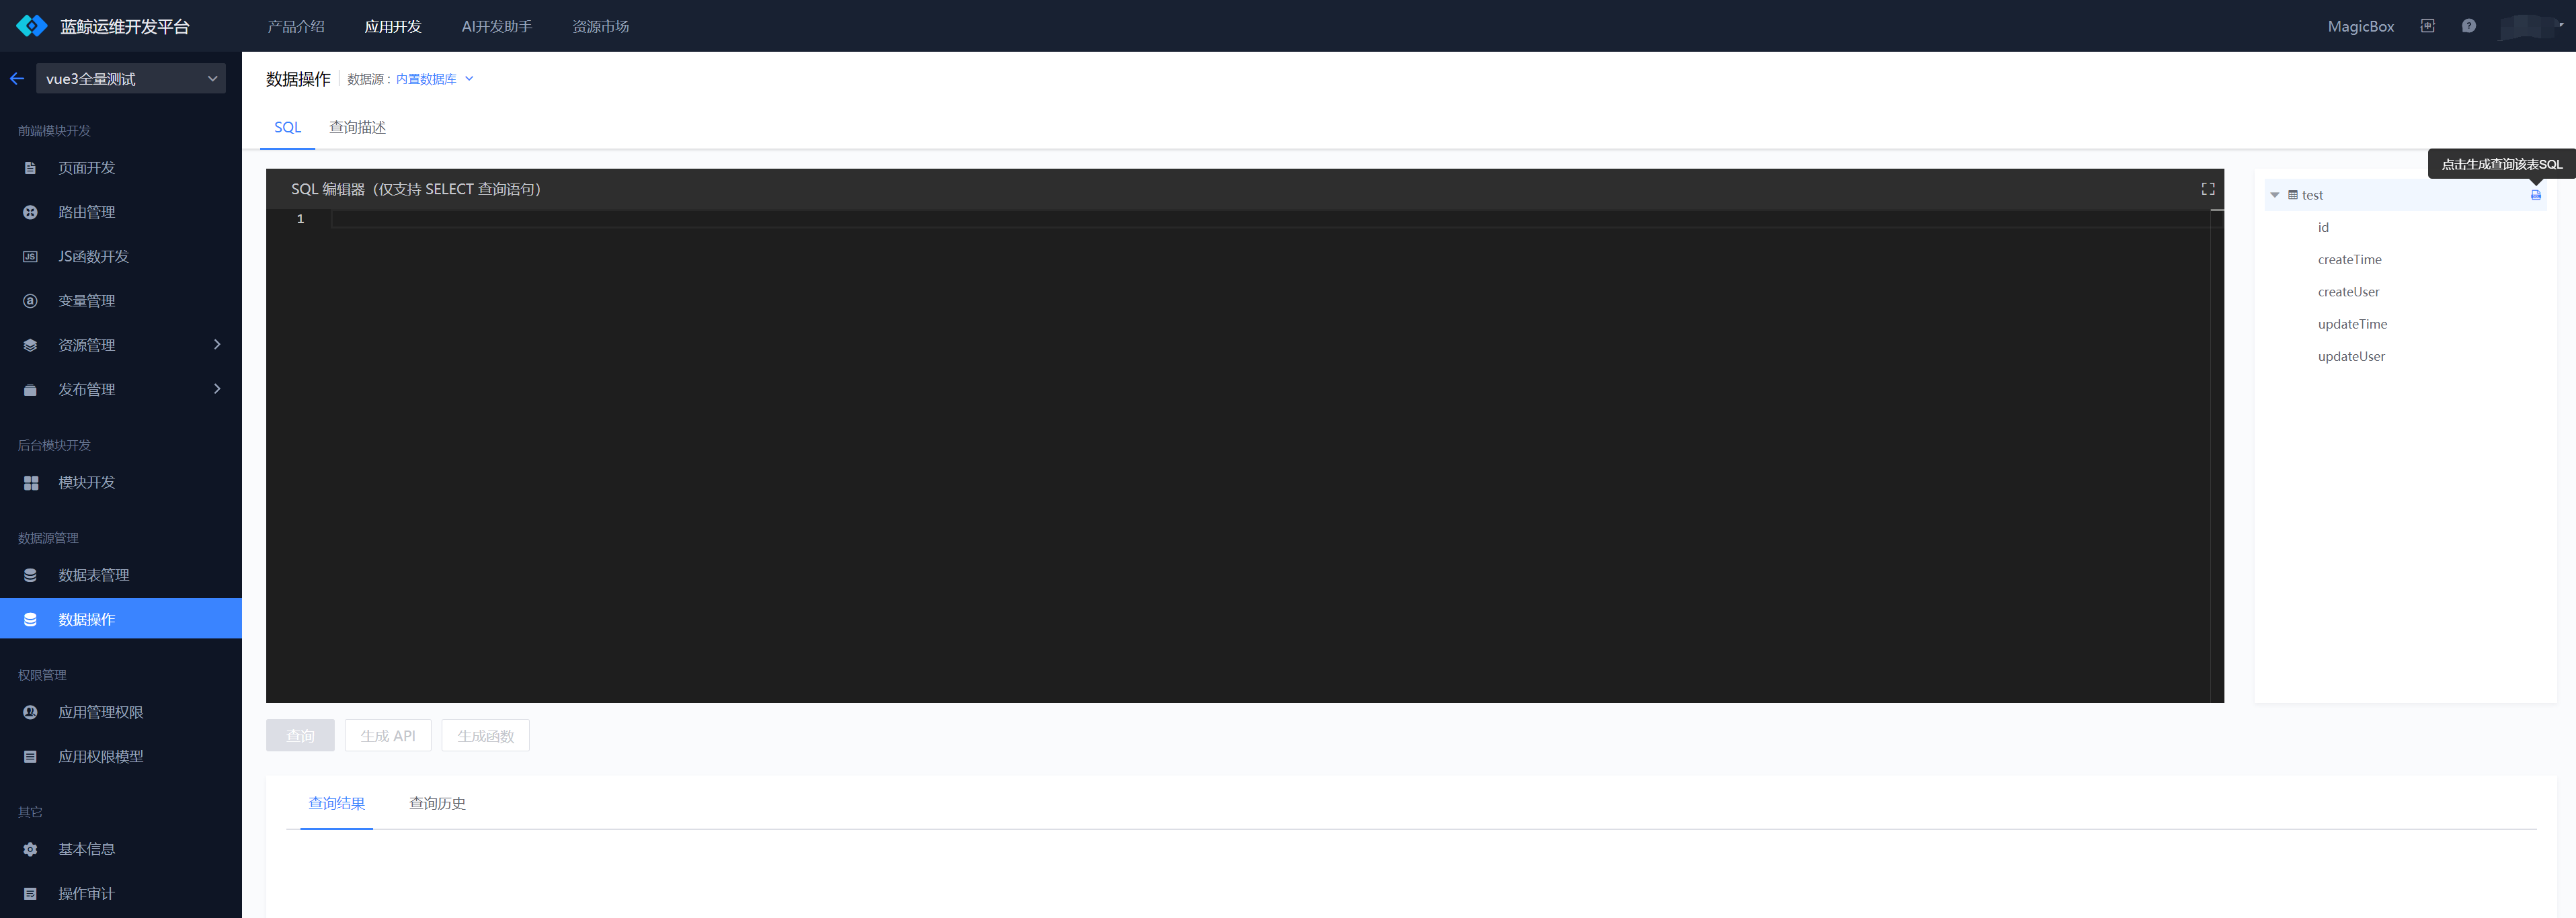 蓝鲸运维开发平台
产品介绍
应用开发
AI开发助手
资源市场
MagicBox
vue3全量测试
前端模块开发
页面开发
路由管理
JS函数开发
变量管理
资源管理
发布管理
后台模块开发
模块开发
数据源管理
数据表管理
数据操作
权限管理
应用管理权限
应用权限模型
其它
基本信息
操作审计
数据操作
数据源：内置数据库
SQL
查询描述
SQL 编辑器（仅支持 SELECT 查询语句）
1
点击生成查询该表SQL
test
id
createTime
createUser
updateTime
updateUser
查询
生成 API
生成函数
查询结果
查询历史